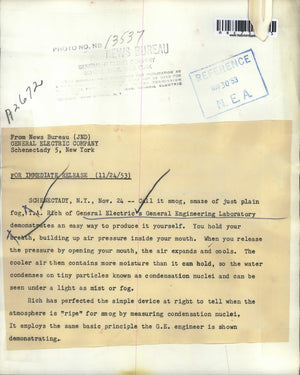 PHOTO NO. NB 13537
NEWS BUREAU
GENERAL ELECTRIC COMPANY
REFERENCE
NOV 30 53
N.E.A.
A2672
From News Bureau (JND)
GENERAL ELECTRIC COMPANY
Schenectady 5, New York
FOR IMMEDIATE RELEASE (11/24/53)
SCHENECTADY, N.Y., Nov. 24 -- Call it smog, smaze of just plain
fog, T.A. Rich of General Electric's General Engineering Laboratory
demonstrates an easy way to produce it yourself. You hold your
breath, building up air pressure inside your mouth. When you release
the pressure by opening your mouth, the air expands and cools. The
cooler air then contains more moisture than it can hold, so the water
condenses on tiny particles known as condensation nuclei and can be
seen under a light as mist or fog.
Rich has perfected the simple device at right to tell when the
atmosphere is "ripe" for smog by measuring condensation nuclei.
It employs the same basic principle the G.E. engineer is shown
demonstrating.